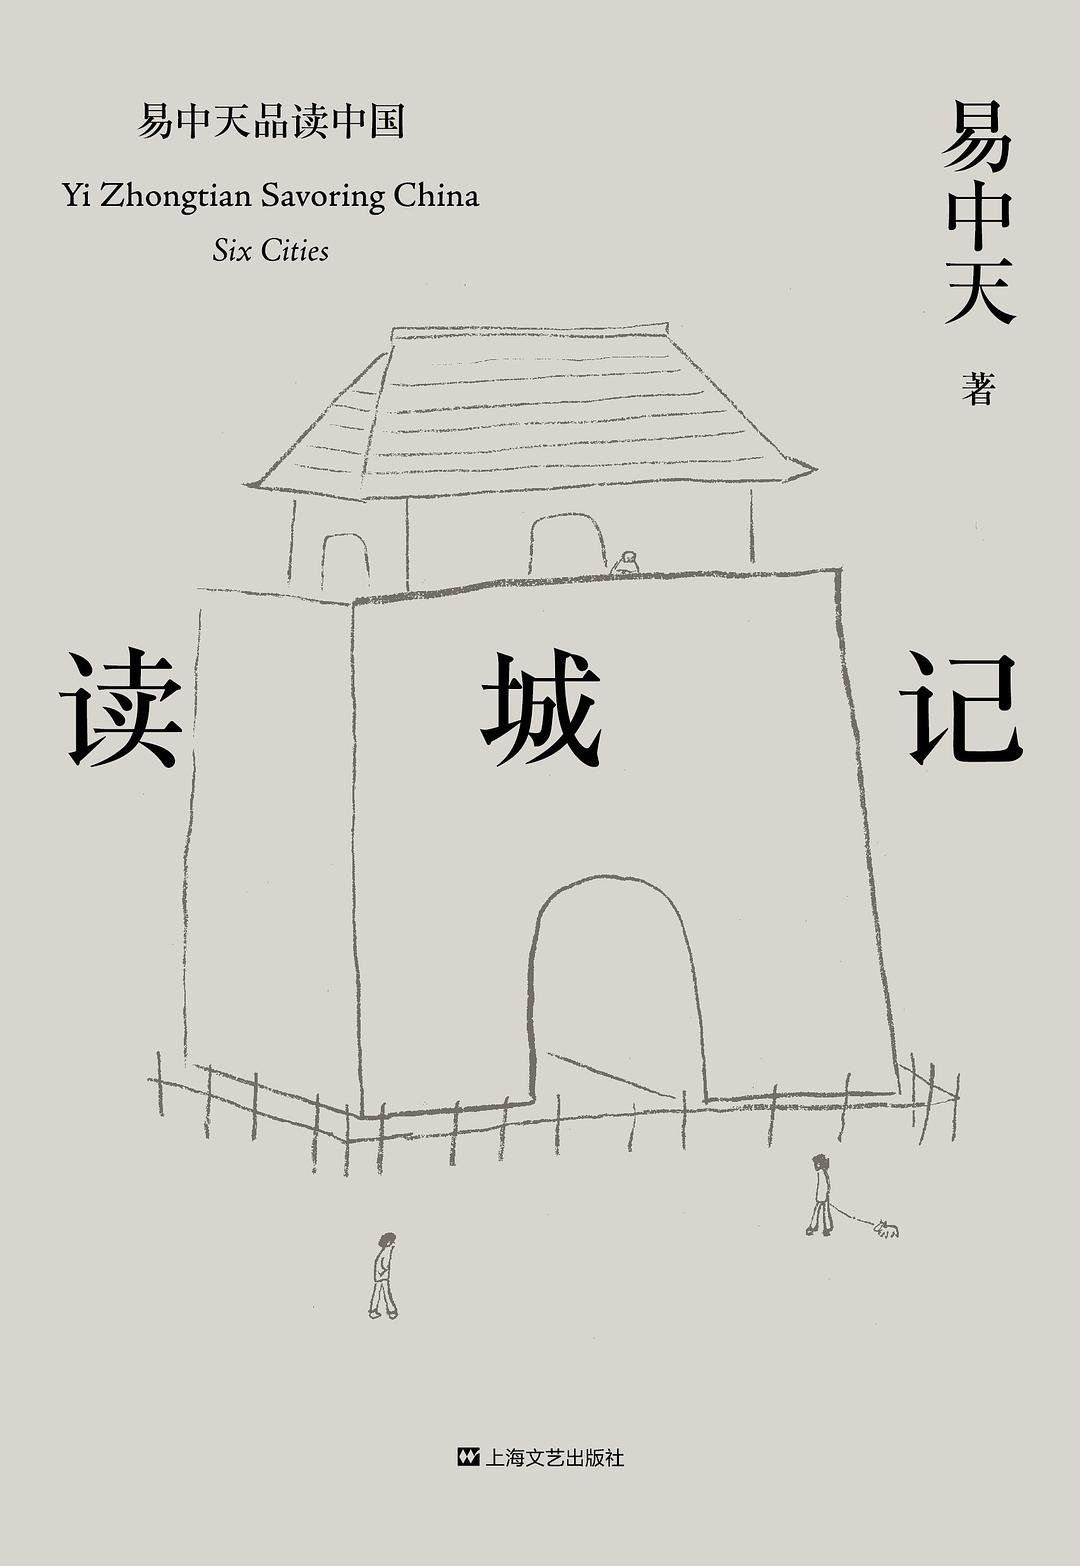 易中天品读中国
Yi Zhongtian Savoring China
Six Cities
易中天
著
读城记
上海文艺出版社